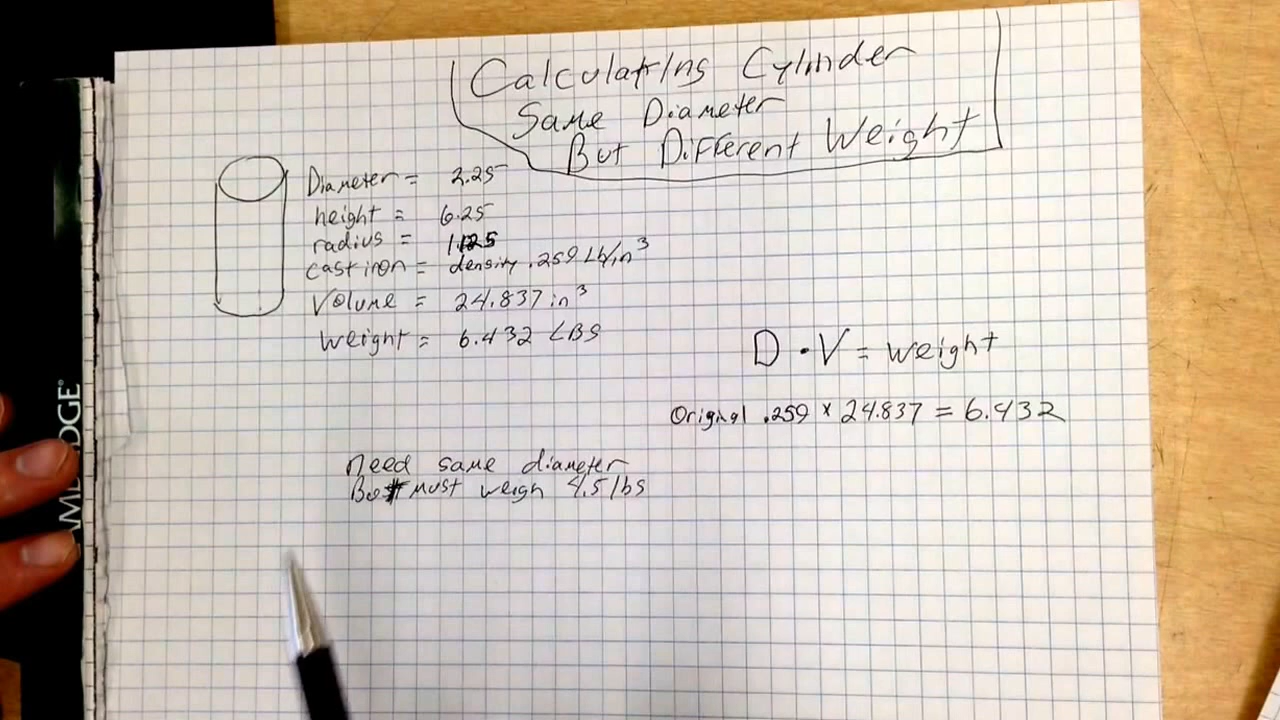 Calculating Cylinder
Same Diameter
But Different Weight
Diameter = 2.25
height = 6.25
radius = 1.125
cast iron = density .259 Lb/in³
Volume = 24.837 in³
weight = 6.432 LBS
D · V = weight
Original .259 × 24.837 = 6.432
need same diameter
But must weigh 4.5 lbs
CAMBRIDGE®